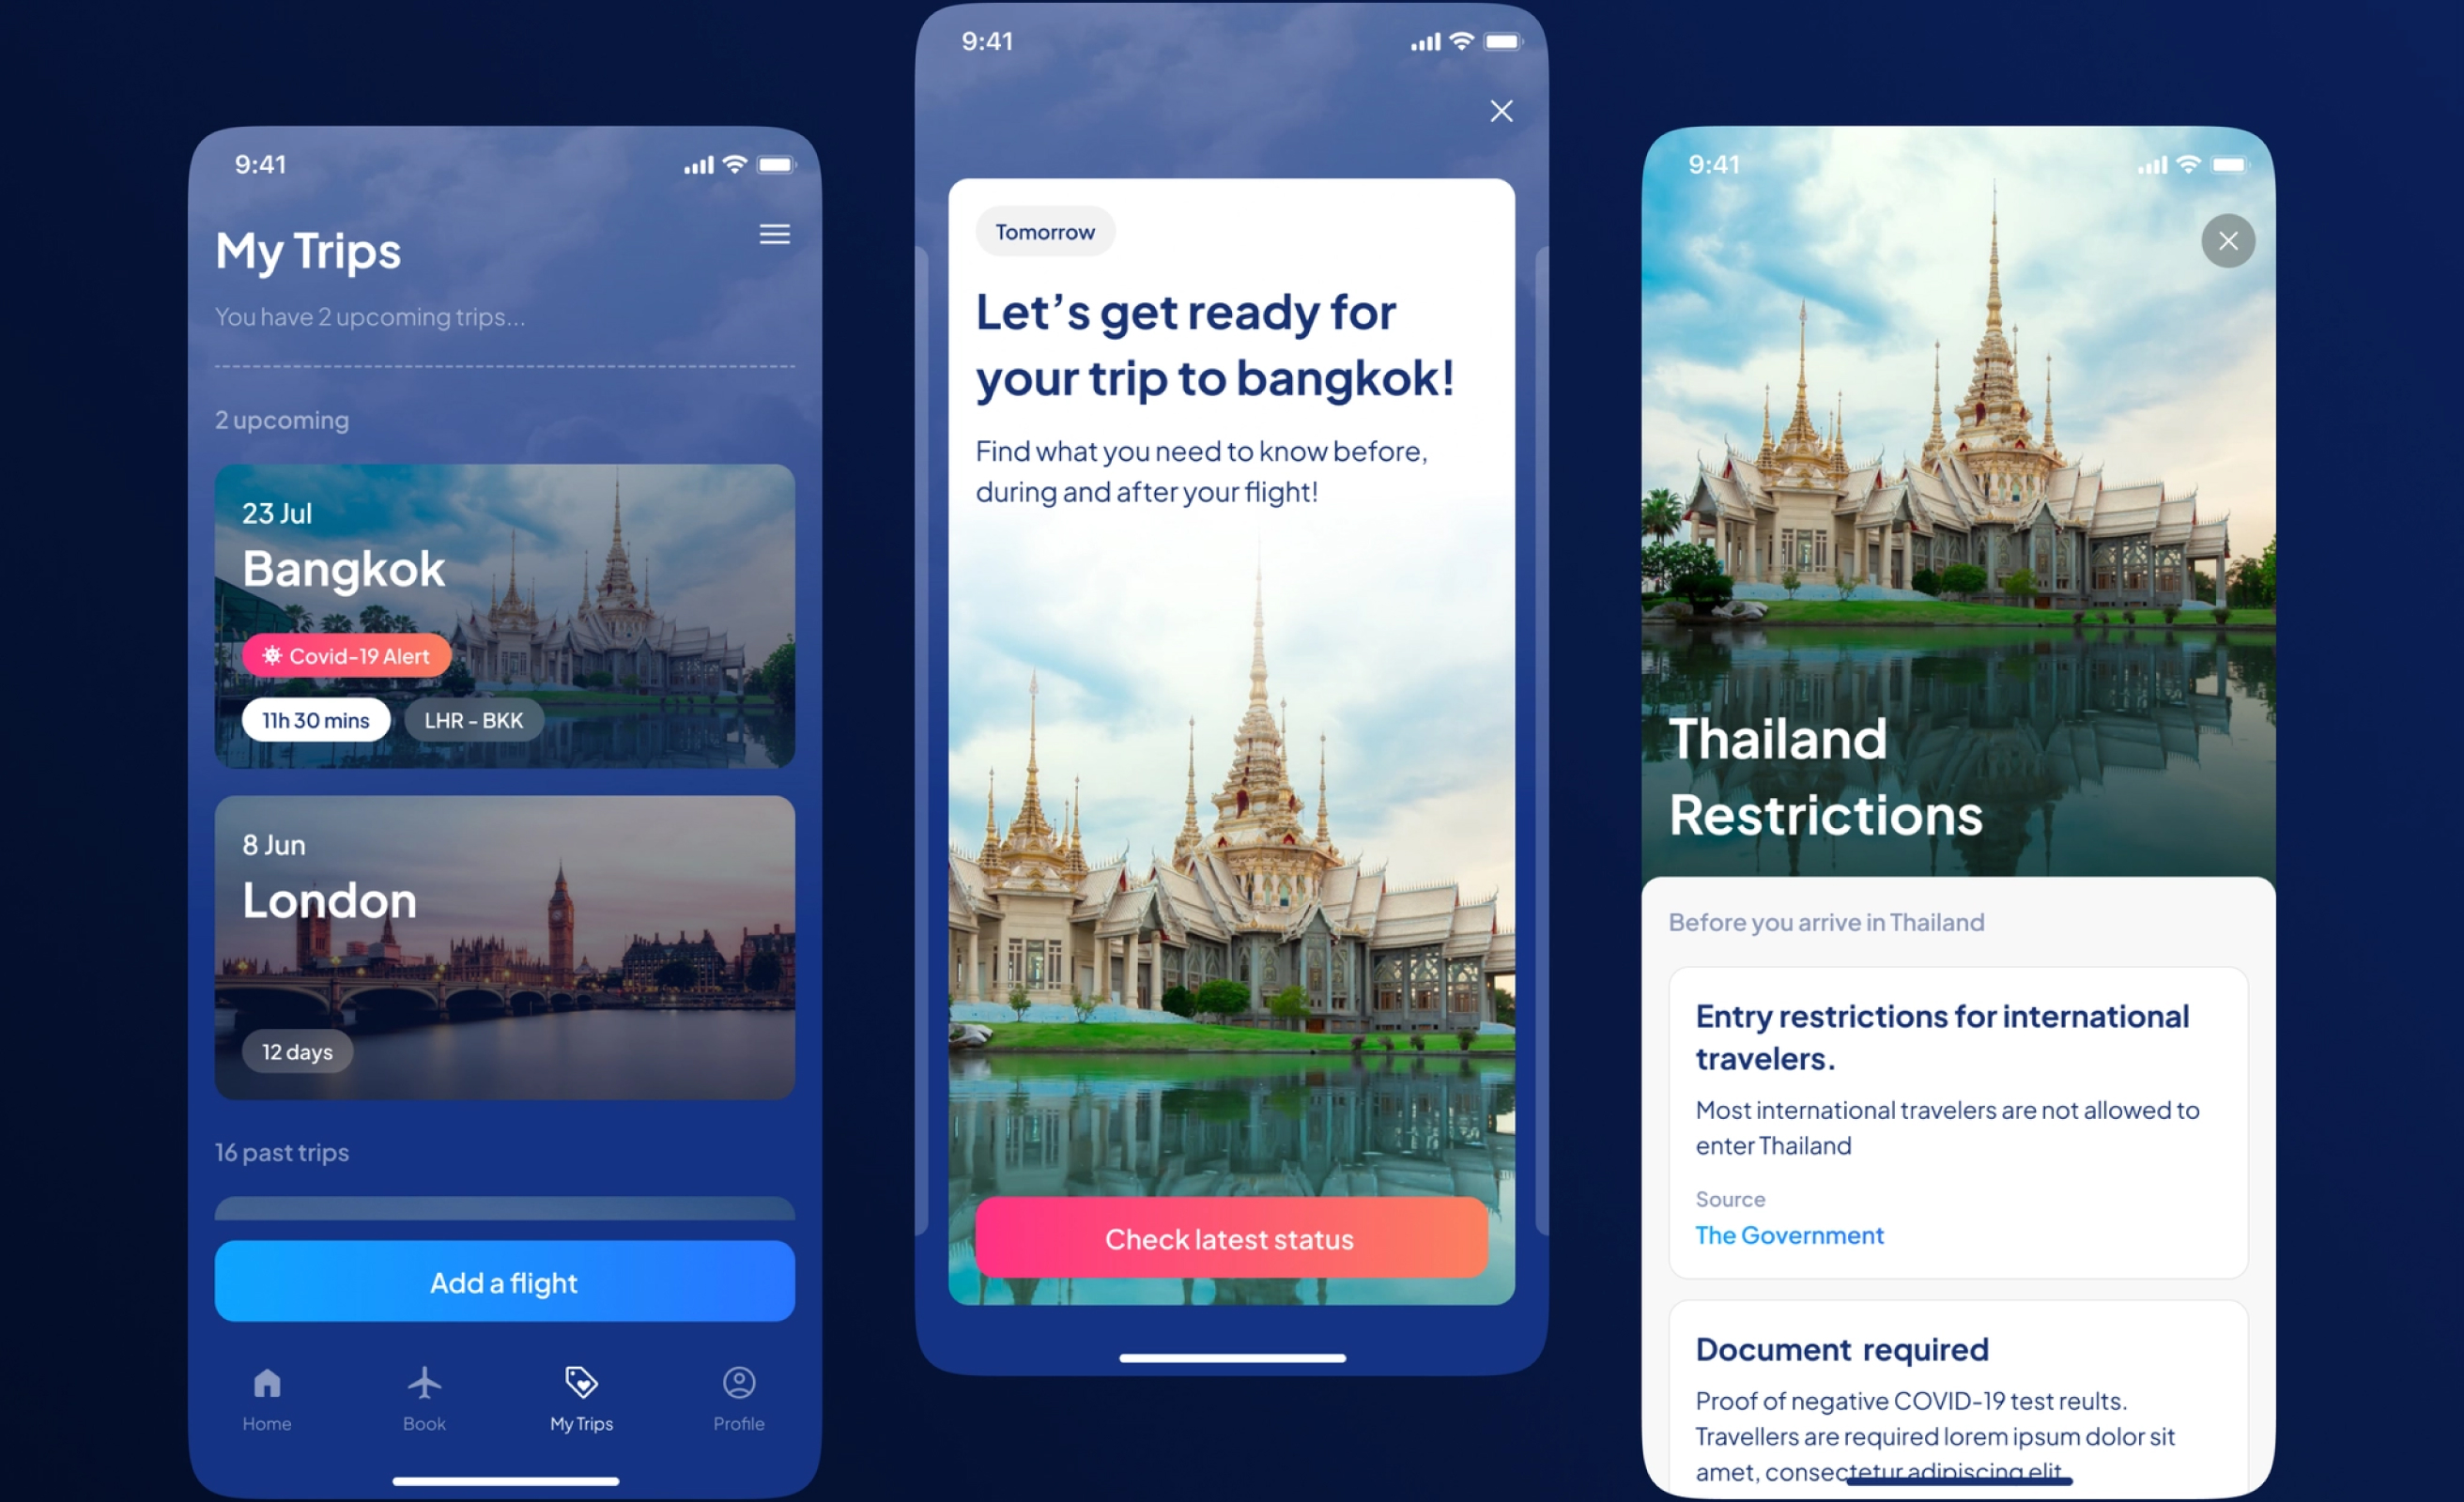 9:41
My Trips
You have 2 upcoming trips...
2 upcoming
23 Jul
Bangkok
Covid-19 Alert
11h 30 mins
LHR - BKK
8 Jun
London
12 days
16 past trips
Add a flight
Home
Book
My Trips
Profile
9:41
Tomorrow
Let’s get ready for
your trip to bangkok!
Find what you need to know before,
during and after your flight!
Check latest status
9:41
Thailand
Restrictions
Before you arrive in Thailand
Entry restrictions for international
travelers.
Most international travelers are not allowed to
enter Thailand
Source
The Government
Document required
Proof of negative COVID-19 test reults.
Travellers are required lorem ipsum dolor sit
amet, consectetur adipiscing elit